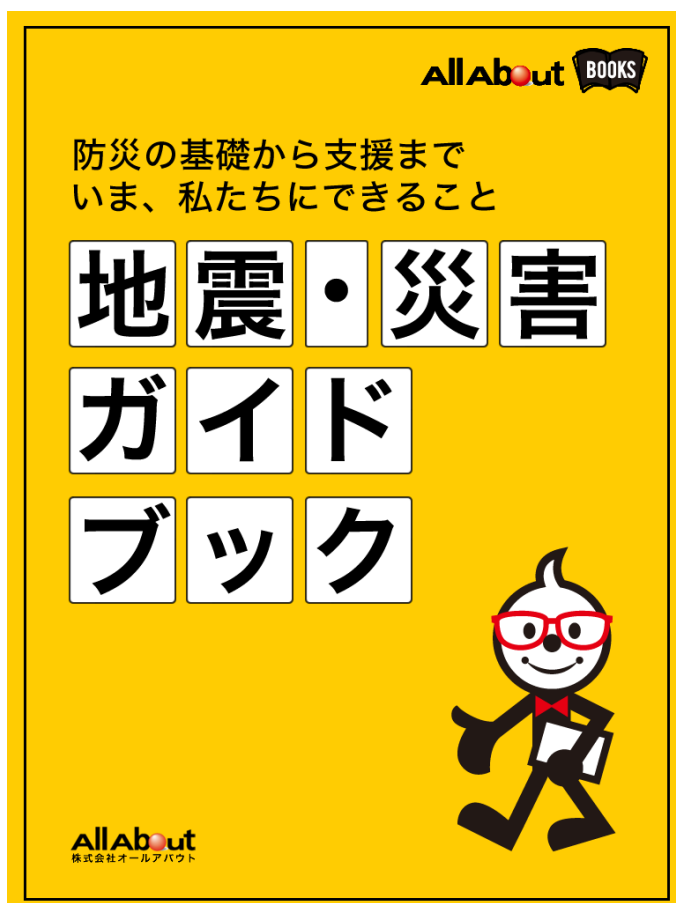 All About BOOKS
防災の基礎から支援まで
いま、私たちにできること
地震・災害
ガイド
ブック
All About
株式会社オールアバウト